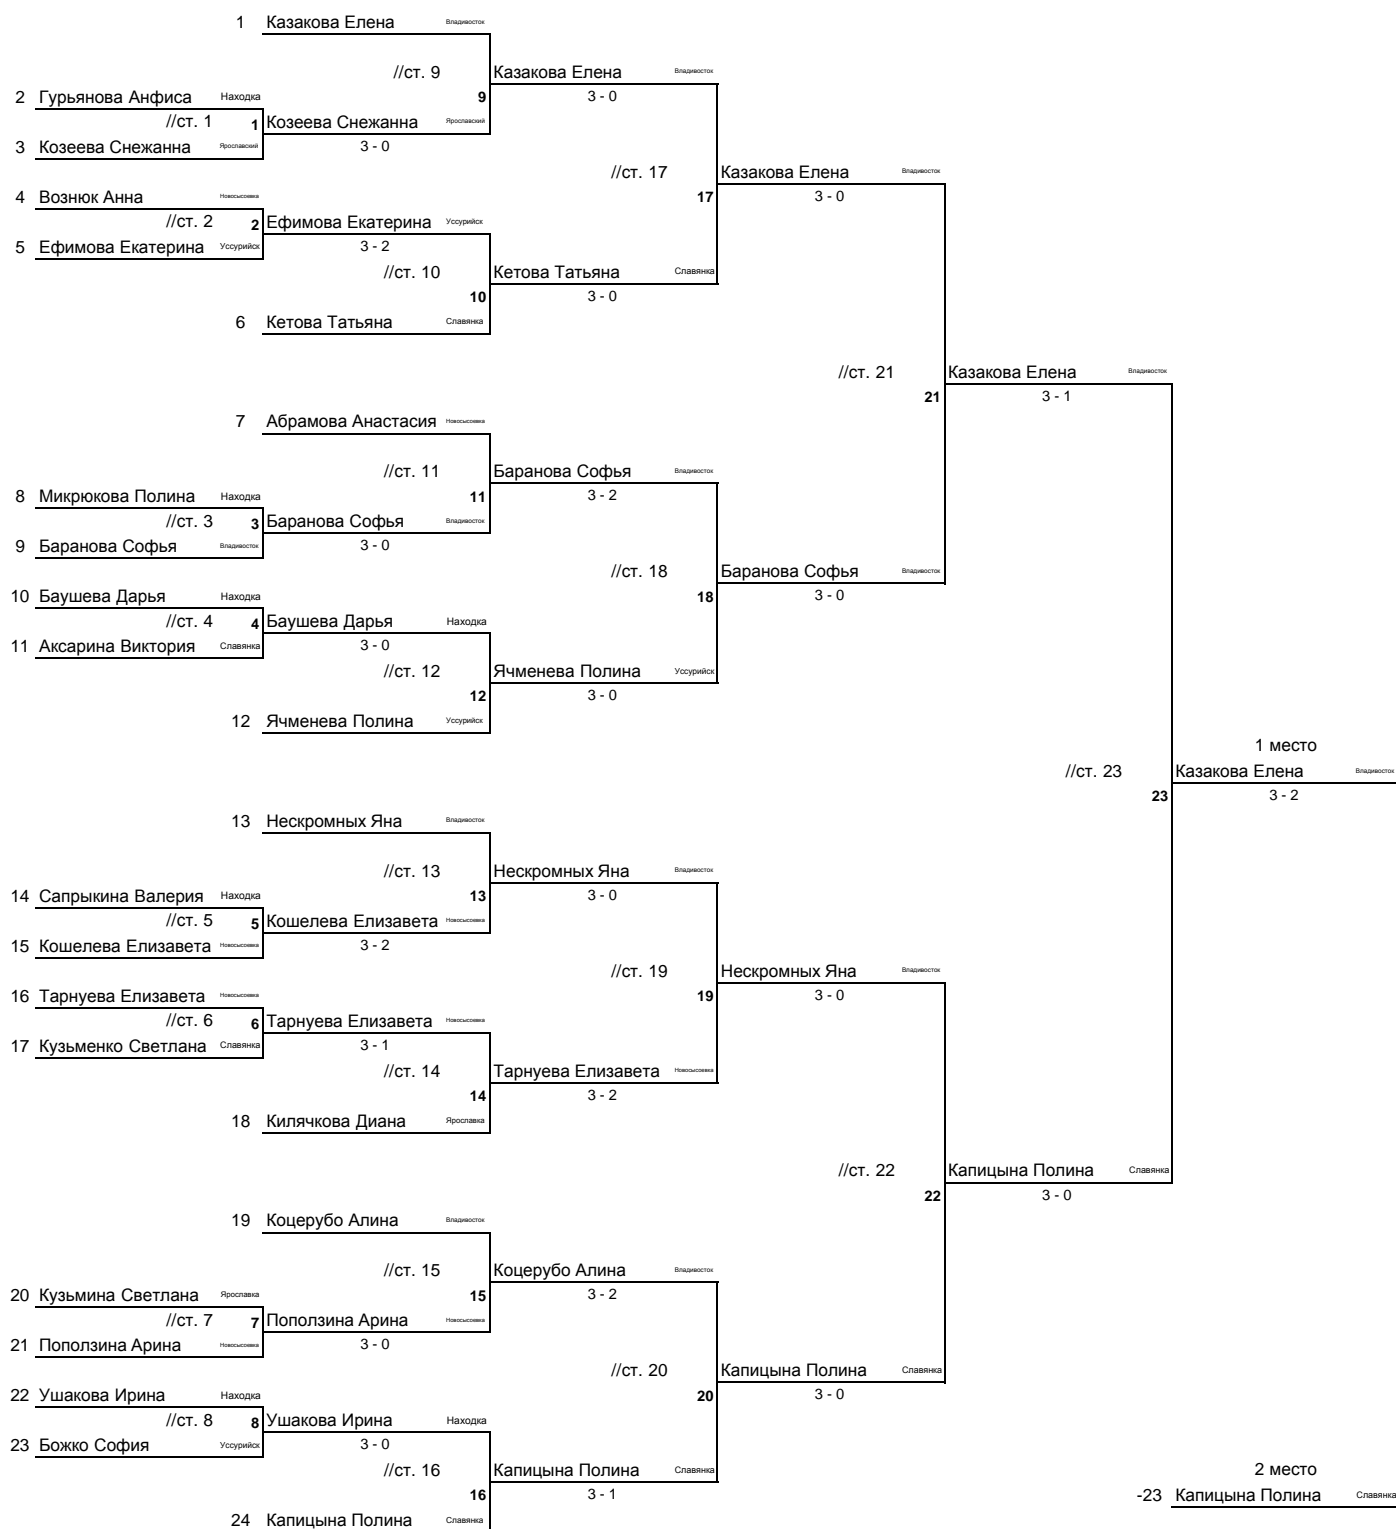 1 Казакова Елена Владивосток
//ст. 9 Казакова Елена Владивосток
2 Гурьянова Анфиса Находка 9 3 - 0
//ст. 1 1 Козеева Снежанна Ярославский
3 Козеева Снежанна Ярославский 3 - 0
//ст. 17 Казакова Елена Владивосток
4 Вознюк Анна Новосысоевка 17 3 - 0
//ст. 2 2 Ефимова Екатерина Уссурийск
5 Ефимова Екатерина Уссурийск 3 - 2
//ст. 10 Кетова Татьяна Славянка
10 3 - 0
6 Кетова Татьяна Славянка
//ст. 21 Казакова Елена Владивосток
21 3 - 1
7 Абрамова Анастасия Новосысоевка
//ст. 11 Баранова Софья Владивосток
8 Микрюкова Полина Находка 11 3 - 2
//ст. 3 3 Баранова Софья Владивосток
9 Баранова Софья Владивосток 3 - 0
//ст. 18 Баранова Софья Владивосток
10 Баушева Дарья Находка 18 3 - 0
//ст. 4 4 Баушева Дарья Находка
11 Аксарина Виктория Славянка 3 - 0
//ст. 12 Ячменева Полина Уссурийск
12 3 - 0
12 Ячменева Полина Уссурийск
1 место
//ст. 23 Казакова Елена Владивосток
23 3 - 2
13 Нескромных Яна Владивосток
//ст. 13 Нескромных Яна Владивосток
14 Сапрыкина Валерия Находка 13 3 - 0
//ст. 5 5 Кошелева Елизавета Новосысоевка
15 Кошелева Елизавета Новосысоевка 3 - 2
//ст. 19 Нескромных Яна Владивосток
16 Тарнуева Елизавета Новосысоевка 19 3 - 0
//ст. 6 6 Тарнуева Елизавета Новосысоевка
17 Кузьменко Светлана Славянка 3 - 1
//ст. 14 Тарнуева Елизавета Новосысоевка
14 3 - 2
18 Килячкова Диана Ярославка
//ст. 22 Капицына Полина Славянка
22 3 - 0
19 Коцерубо Алина Владивосток
//ст. 15 Коцерубо Алина Владивосток
20 Кузьмина Светлана Ярославка 15 3 - 2
//ст. 7 7 Поползина Арина Новосысоевка
21 Поползина Арина Новосысоевка 3 - 0
//ст. 20 Капицына Полина Славянка
22 Ушакова Ирина Находка 20 3 - 0
//ст. 8 8 Ушакова Ирина Находка
23 Божко София Уссурийск 3 - 0
//ст. 16 Капицына Полина Славянка 2 место
16 3 - 1 -23 Капицына Полина Славянка
24 Капицына Полина Славянка